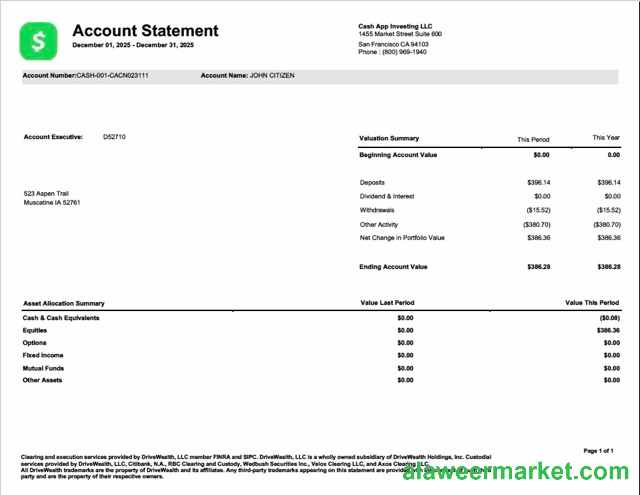 $
Account Statement
December 01, 2025 - December 31, 2025
Cash App Investing LLC
1455 Market Street Suite 600
San Francisco CA 94103
Phone : (800) 969-1940
Account Number:CASH-001-CACN023111 Account Name: JOHN CITIZEN
Account Executive: D52710
523 Aspen Trail
Muscatine IA 52761
Valuation Summary This Period This Year
Beginning Account Value $0.00 0.00
Deposits $396.14 $396.14
Dividend & Interest $0.00 $0.00
Withdrawals ($15.52) ($15.52)
Other Activity ($380.70) ($380.70)
Net Change in Portfolio Value $386.36 $386.36
Ending Account Value $386.28 $386.28
Asset Allocation Summary Value Last Period Value This Period
Cash & Cash Equivalents $0.00 ($0.08)
Equities $0.00 $386.36
Options $0.00 $0.00
Fixed Income $0.00 $0.00
Mutual Funds $0.00 $0.00
Other Assets $0.00 $0.00
Page 1 of 1
Clearing and execution services provided by DriveWealth, LLC member FINRA and SIPC. DriveWealth, LLC is a wholly owned subsidiary of DriveWealth Holdings, Inc. Custodial
services provided by DriveWealth, LLC, Citibank, N.A., RBC Clearing and Custody, Wedbush Securities Inc., Velox Clearing LLC, and Axos Clearing LLC.
All DriveWealth trademarks are the property of DriveWealth and its affiliates. Any third-party trademarks appearing on this statement are provided
party and are the property of their respective owners.
alaweermarket.com